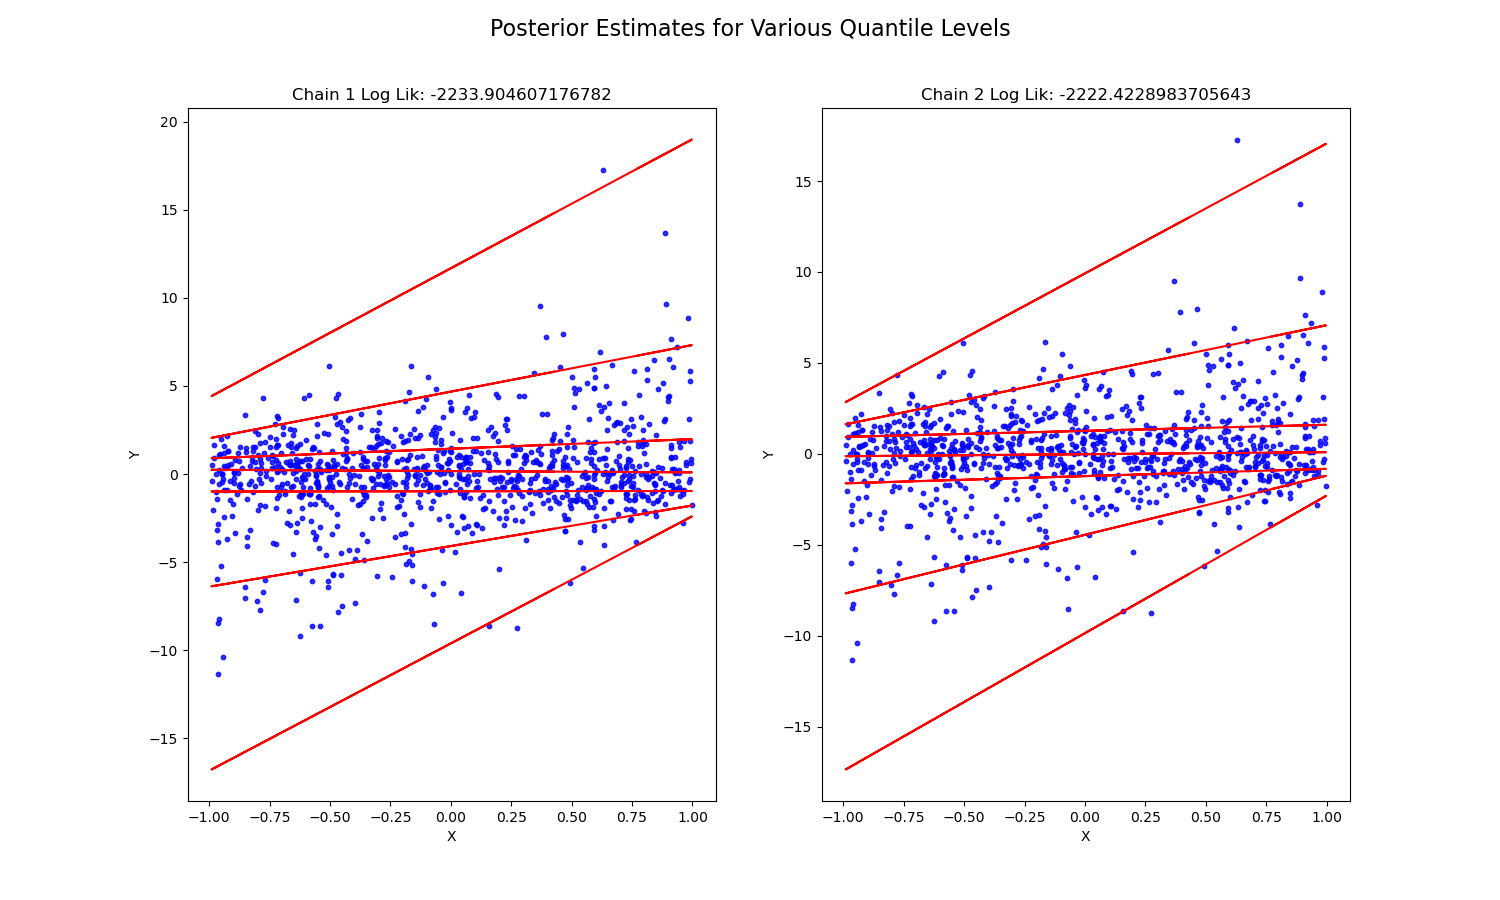 Posterior Estimates for Various Quantile Levels
Chain 1 Log Lik: -2233.904607176782
20
15
10
5
0
−5
−10
−15
Y
−1.00 −0.75 −0.50 −0.25 0.00 0.25 0.50 0.75 1.00
X
Chain 2 Log Lik: -2222.4228983705643
15
10
5
0
−5
−10
−15
Y
−1.00 −0.75 −0.50 −0.25 0.00 0.25 0.50 0.75 1.00
X